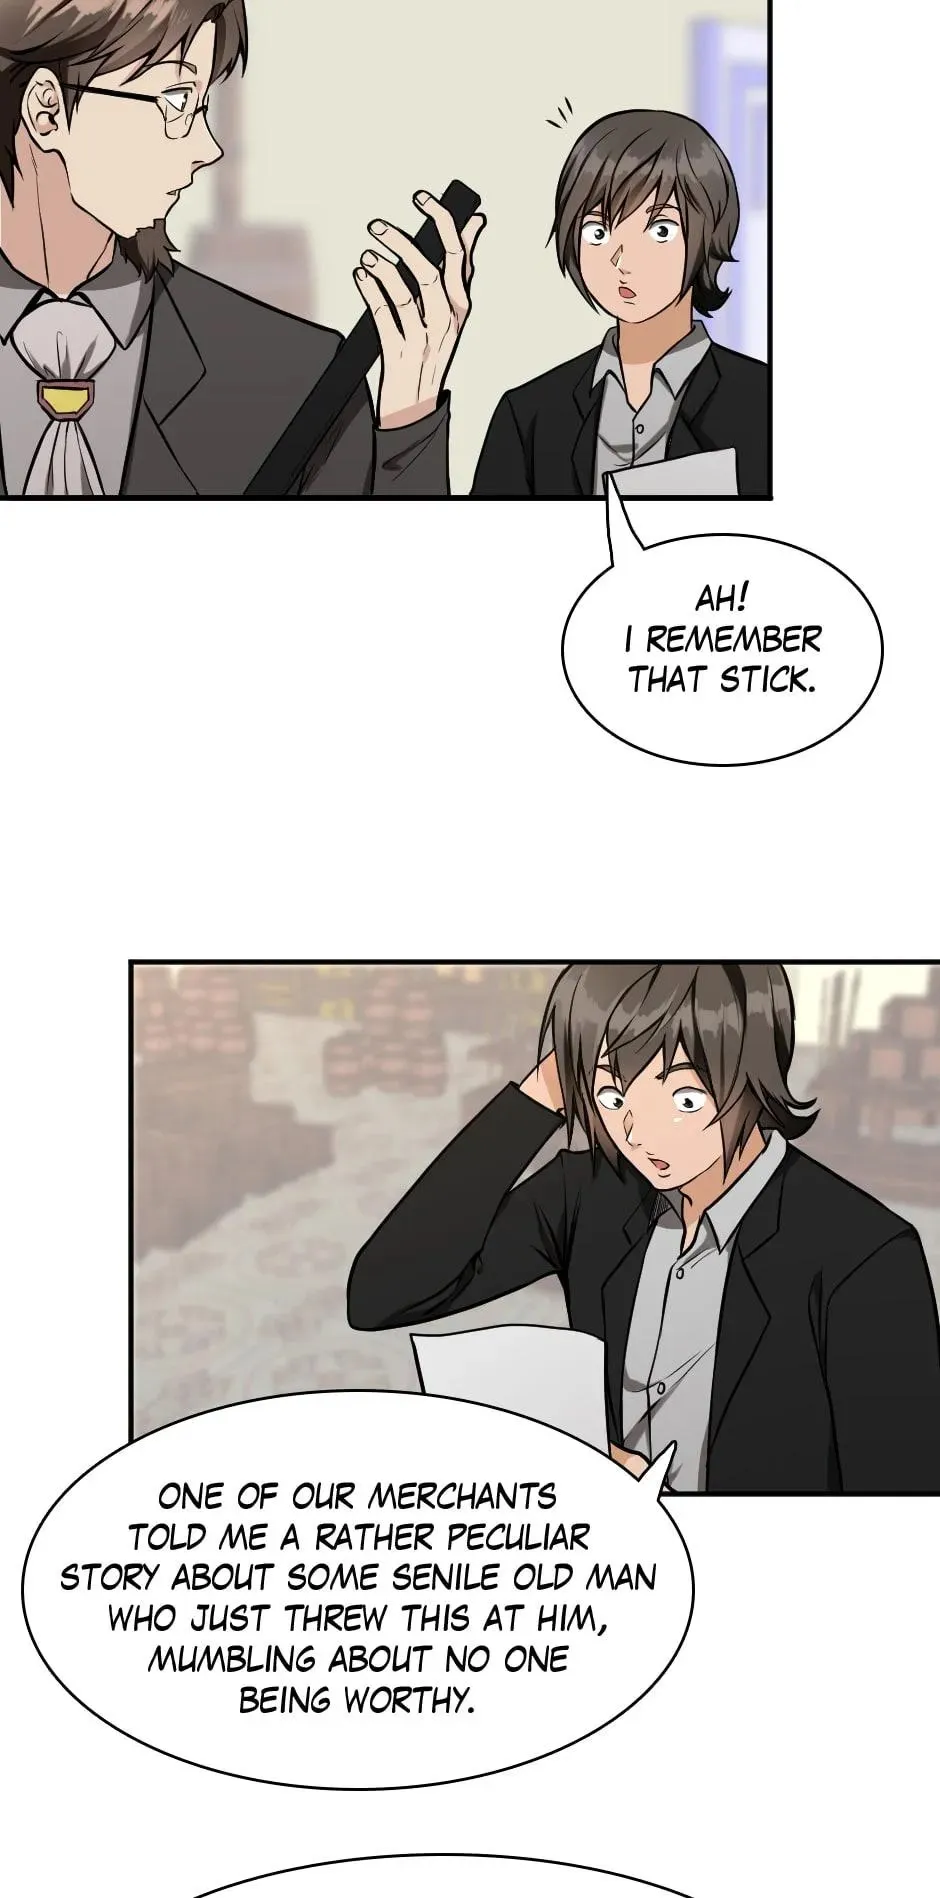 AH!
I REMEMBER
THAT STICK.
ONE OF OUR MERCHANTS
TOLD ME A RATHER PECULIAR
STORY ABOUT SOME SENILE OLD MAN
WHO JUST THREW THIS AT HIM,
MUMBLING ABOUT NO ONE
BEING WORTHY.